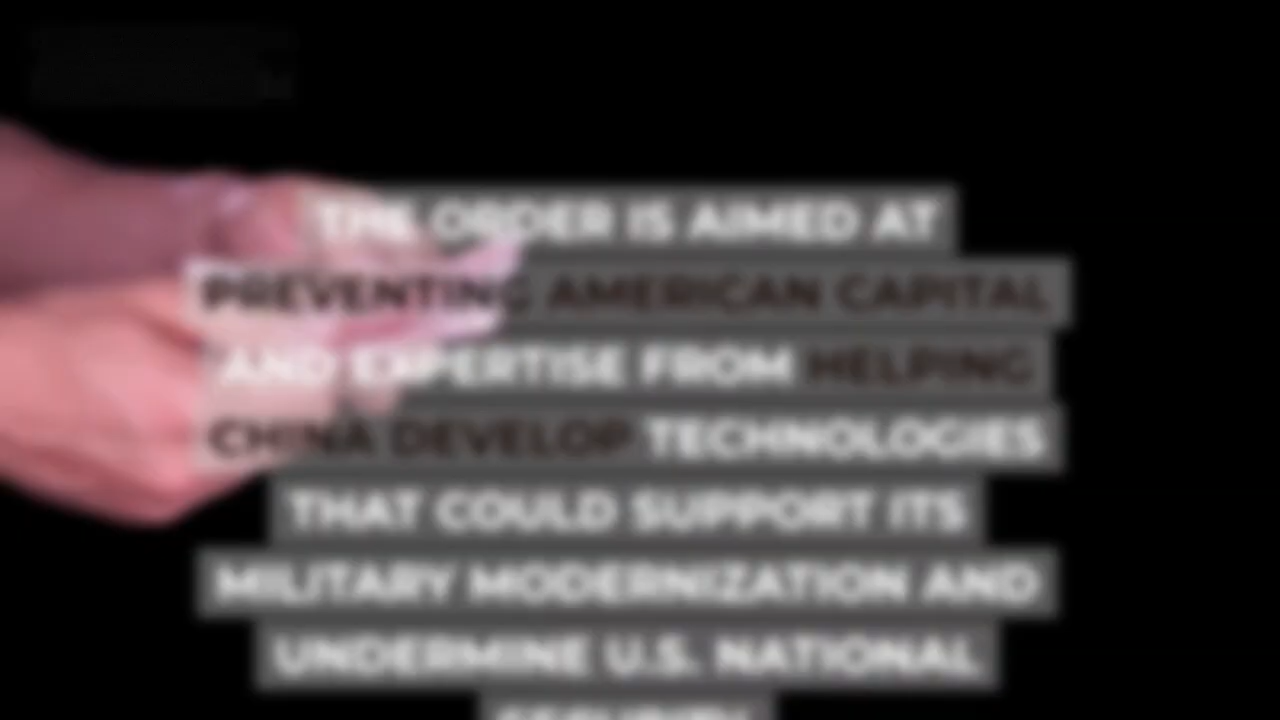 THE ORDER IS AIMED AT
PREVENTING AMERICAN CAPITAL
AND EXPERTISE FROM HELPING
CHINA DEVELOP TECHNOLOGIES
THAT COULD SUPPORT ITS
MILITARY MODERNIZATION AND
UNDERMINE U.S. NATIONAL